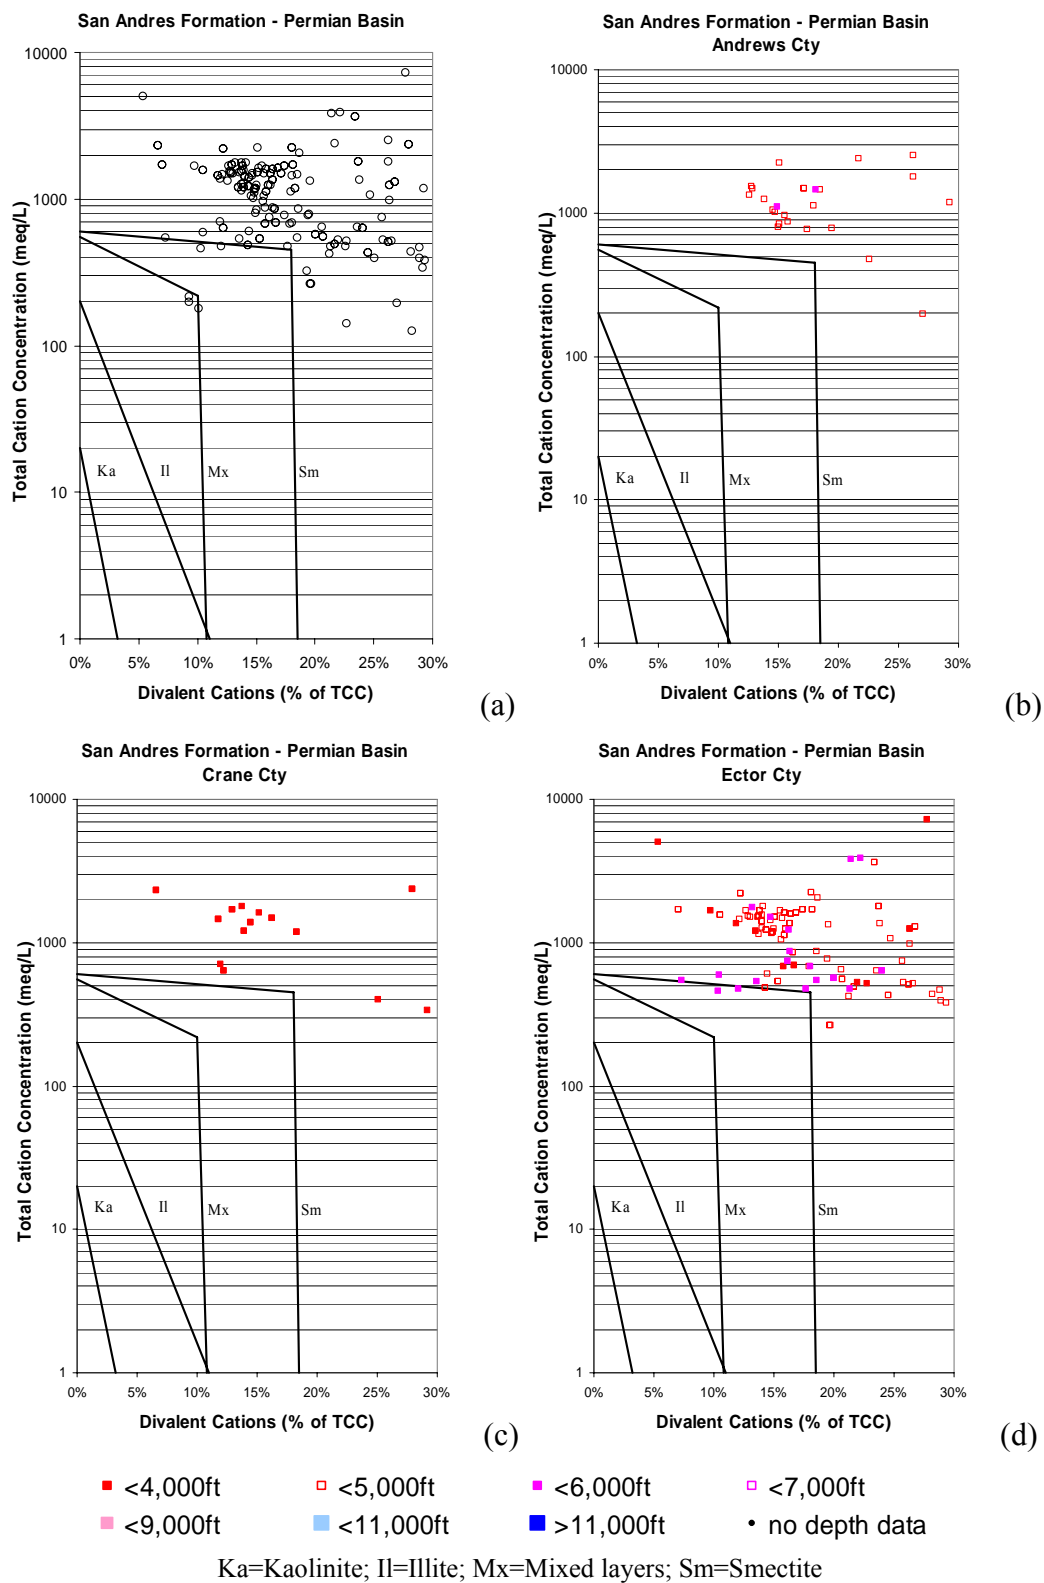 San Andres Formation - Permian Basin
10000
1000
100
10
1
Total Cation Concentration (meq/L)
Ka Il Mx Sm
0% 5% 10% 15% 20% 25% 30%
Divalent Cations (% of TCC)
(a)
San Andres Formation - Permian Basin
Andrews Cty
10000
1000
100
10
1
Total Cation Concentration (meq/L)
Ka Il Mx Sm
0% 5% 10% 15% 20% 25% 30%
Divalent Cations (% of TCC)
(b)
San Andres Formation - Permian Basin
Crane Cty
10000
1000
100
10
1
Total Cation Concentration (meq/L)
Ka Il Mx Sm
0% 5% 10% 15% 20% 25% 30%
Divalent Cations (% of TCC)
(c)
San Andres Formation - Permian Basin
Ector Cty
10000
1000
100
10
1
Total Cation Concentration (meq/L)
Ka Il Mx Sm
0% 5% 10% 15% 20% 25% 30%
Divalent Cations (% of TCC)
(d)
<4,000ft <5,000ft <6,000ft <7,000ft
<9,000ft <11,000ft >11,000ft no depth data
Ka=Kaolinite; Il=Illite; Mx=Mixed layers; Sm=Smectite